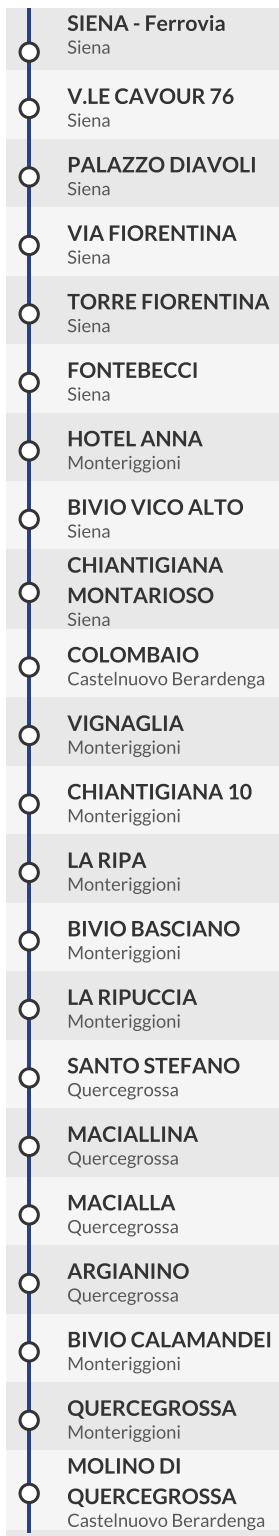 SIENA - Ferrovia
Siena
V.LE CAVOUR 76
Siena
PALAZZO DIAVOLI
Siena
VIA FIORENTINA
Siena
TORRE FIORENTINA
Siena
FONTEBECCI
Siena
HOTEL ANNA
Monteriggioni
BIVIO VICO ALTO
Siena
CHIANTIGIANA
MONTARIOSO
Siena
COLOMBAIO
Castelnuovo Berardenga
VIGNAGLIA
Monteriggioni
CHIANTIGIANA 10
Monteriggioni
LA RIPA
Monteriggioni
BIVIO BASCIANO
Monteriggioni
LA RIPUCCIA
Monteriggioni
SANTO STEFANO
Quercegrossa
MACIALLINA
Quercegrossa
MACIALLA
Quercegrossa
ARGIANINO
Quercegrossa
BIVIO CALAMANDEI
Monteriggioni
QUERCEGROSSA
Monteriggioni
MOLINO DI
QUERCEGROSSA
Castelnuovo Berardenga